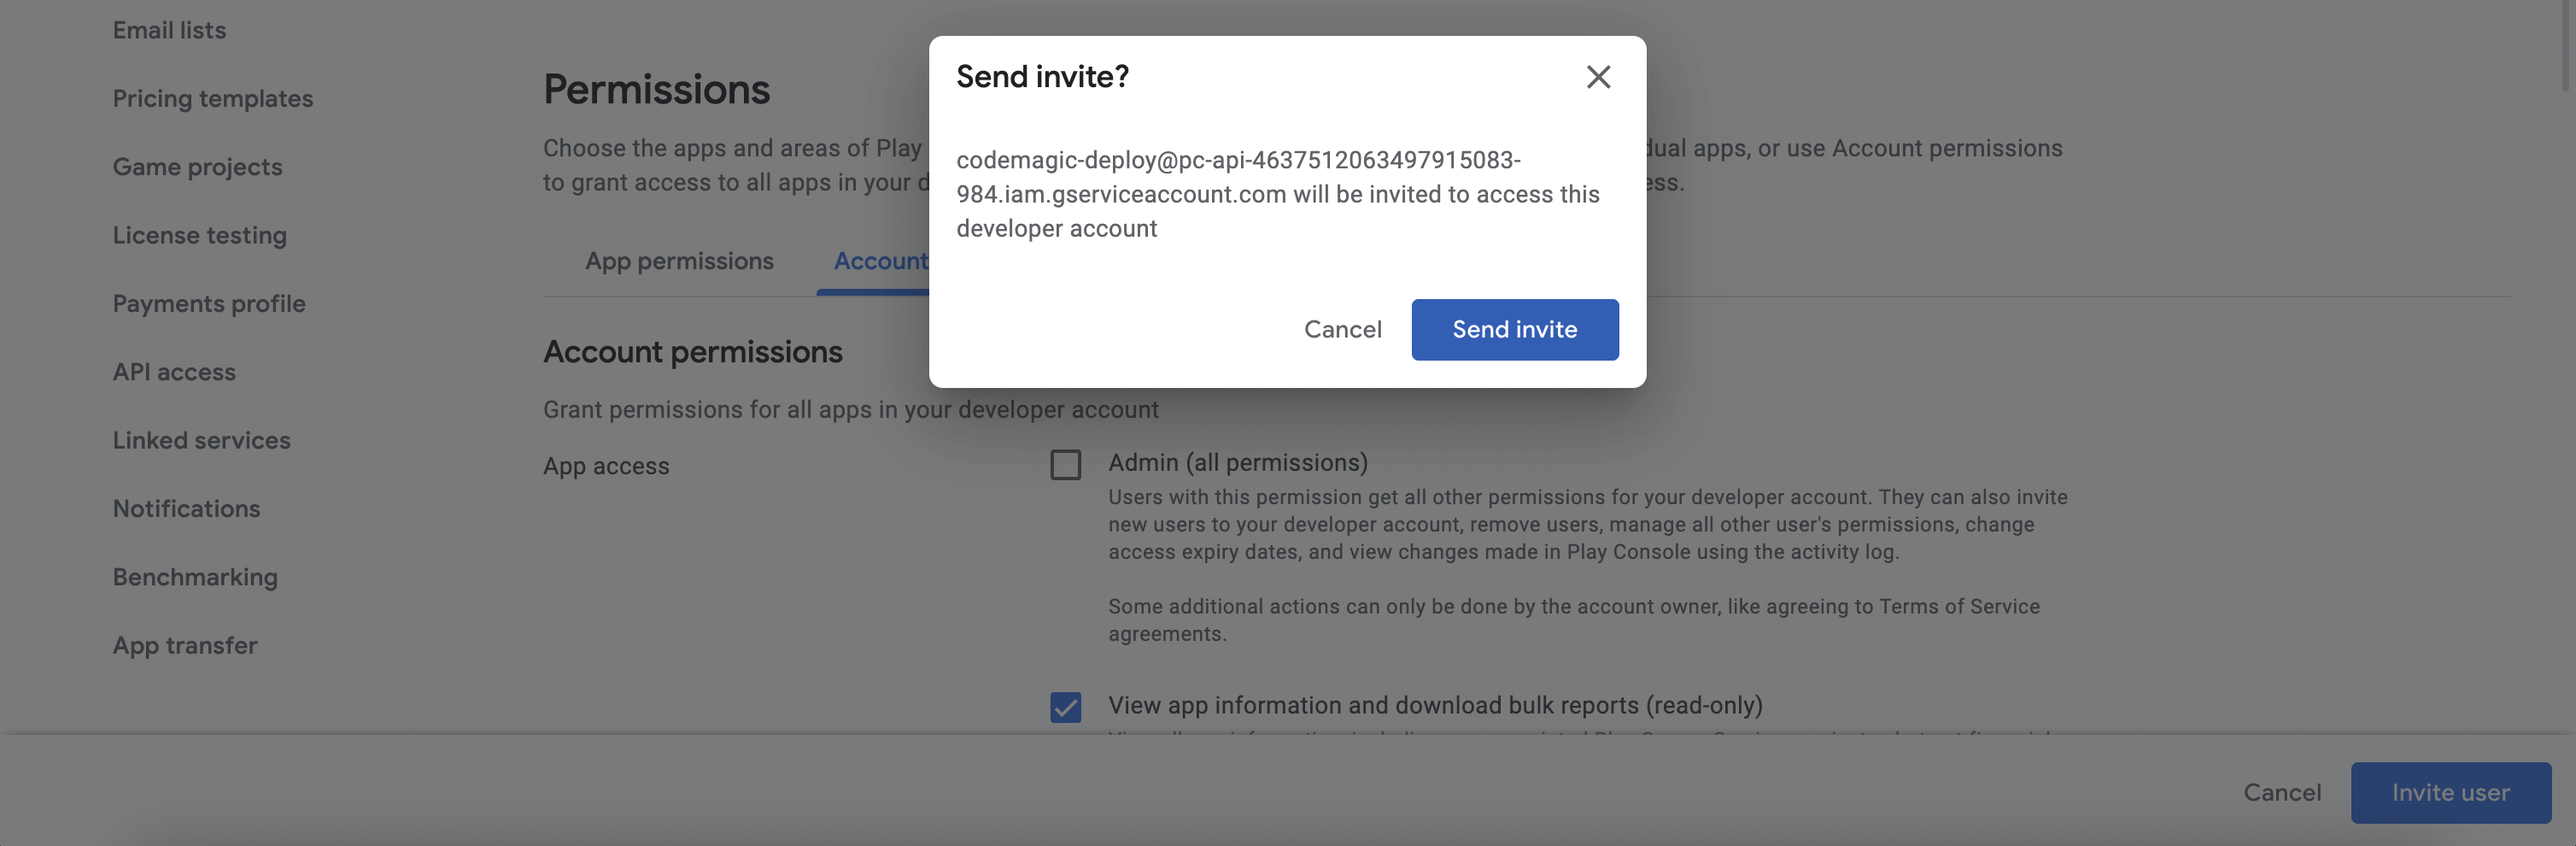 Email lists
Pricing templates
Game projects
License testing
Payments profile
API access
Linked services
Notifications
Benchmarking
App transfer
Permissions
Choose the apps and areas of Play
dual apps, or use Account permissions
to grant access to all apps in your d
ess.
App permissions
Account
Account permissions
Grant permissions for all apps in your developer account
App access
Admin (all permissions)
Users with this permission get all other permissions for your developer account. They can also invite
new users to your developer account, remove users, manage all other user's permissions, change
access expiry dates, and view changes made in Play Console using the activity log.
Some additional actions can only be done by the account owner, like agreeing to Terms of Service
agreements.
View app information and download bulk reports (read-only)
Send invite?
codemagic-deploy@pc-api-4637512063497915083-
984.iam.gserviceaccount.com will be invited to access this
developer account
Cancel
Send invite
Cancel
Invite user